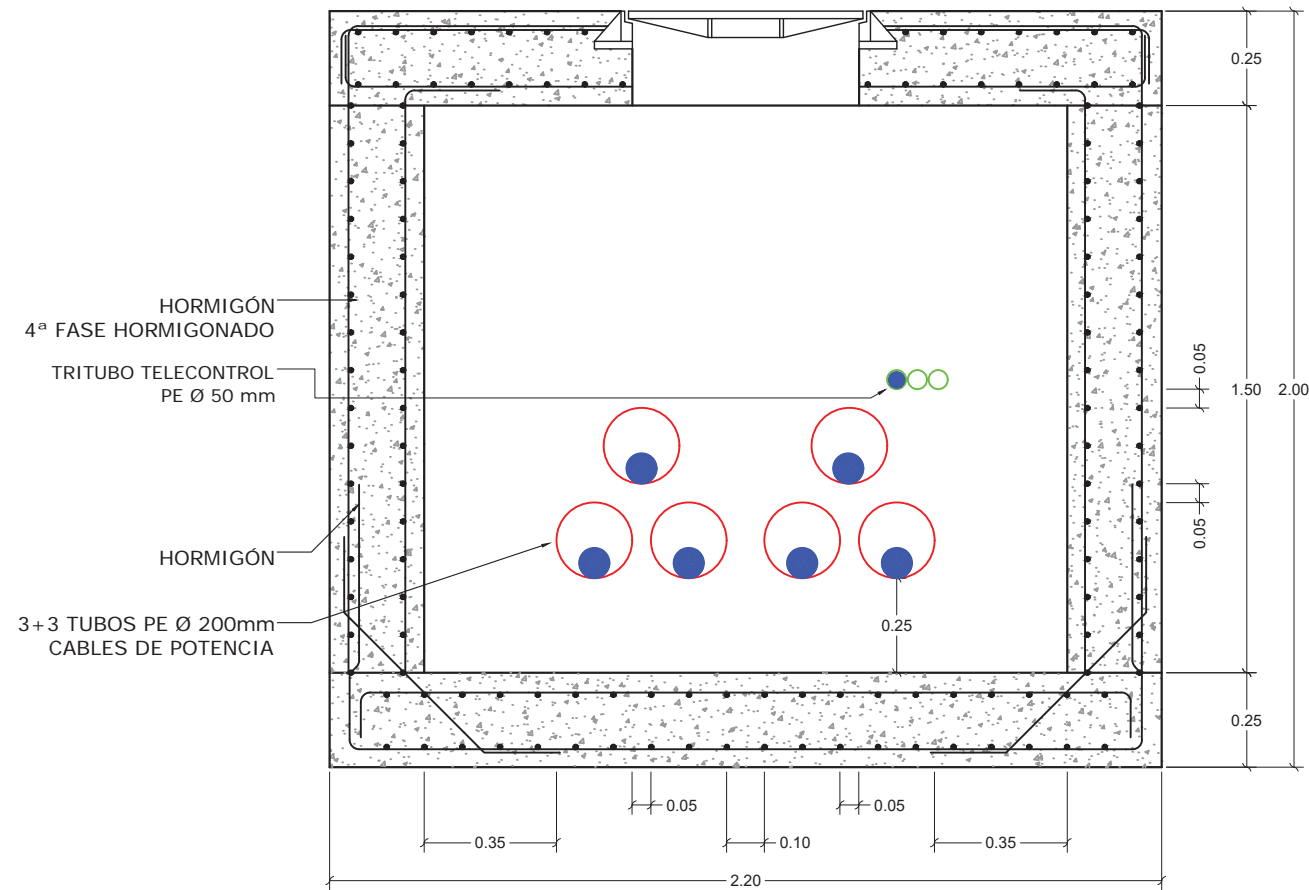 0.25
HORMIGÓN
4ª FASE HORMIGONADO
TRITUBO TELECONTROL
PE Ø 50 mm
0.05
1.50
2.00
HORMIGÓN
0.05
3+3 TUBOS PE Ø 200mm
CABLES DE POTENCIA
0.25
0.25
0.05
0.05
0.35
0.10
0.35
2.20